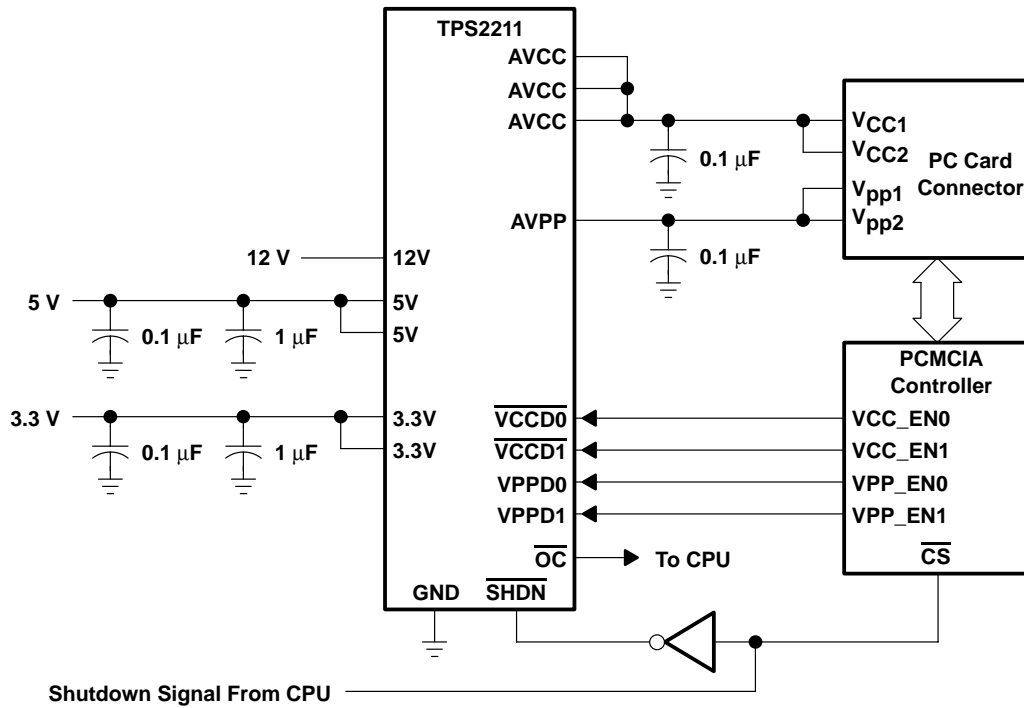 TPS2211
AVCC
AVCC
AVCC
AVPP
0.1 μF
0.1 μF
VCC1
VCC2
Vpp1
Vpp2
PC Card
Connector
12 V
12V
5 V
5V
5V
0.1 μF
1 μF
3.3 V
3.3V
3.3V
0.1 μF
1 μF
VCCD0
VCCD1
VPPD0
VPPD1
OC
To CPU
GND
SHDN
PCMCIA
Controller
VCC_EN0
VCC_EN1
VPP_EN0
VPP_EN1
CS
Shutdown Signal From CPU